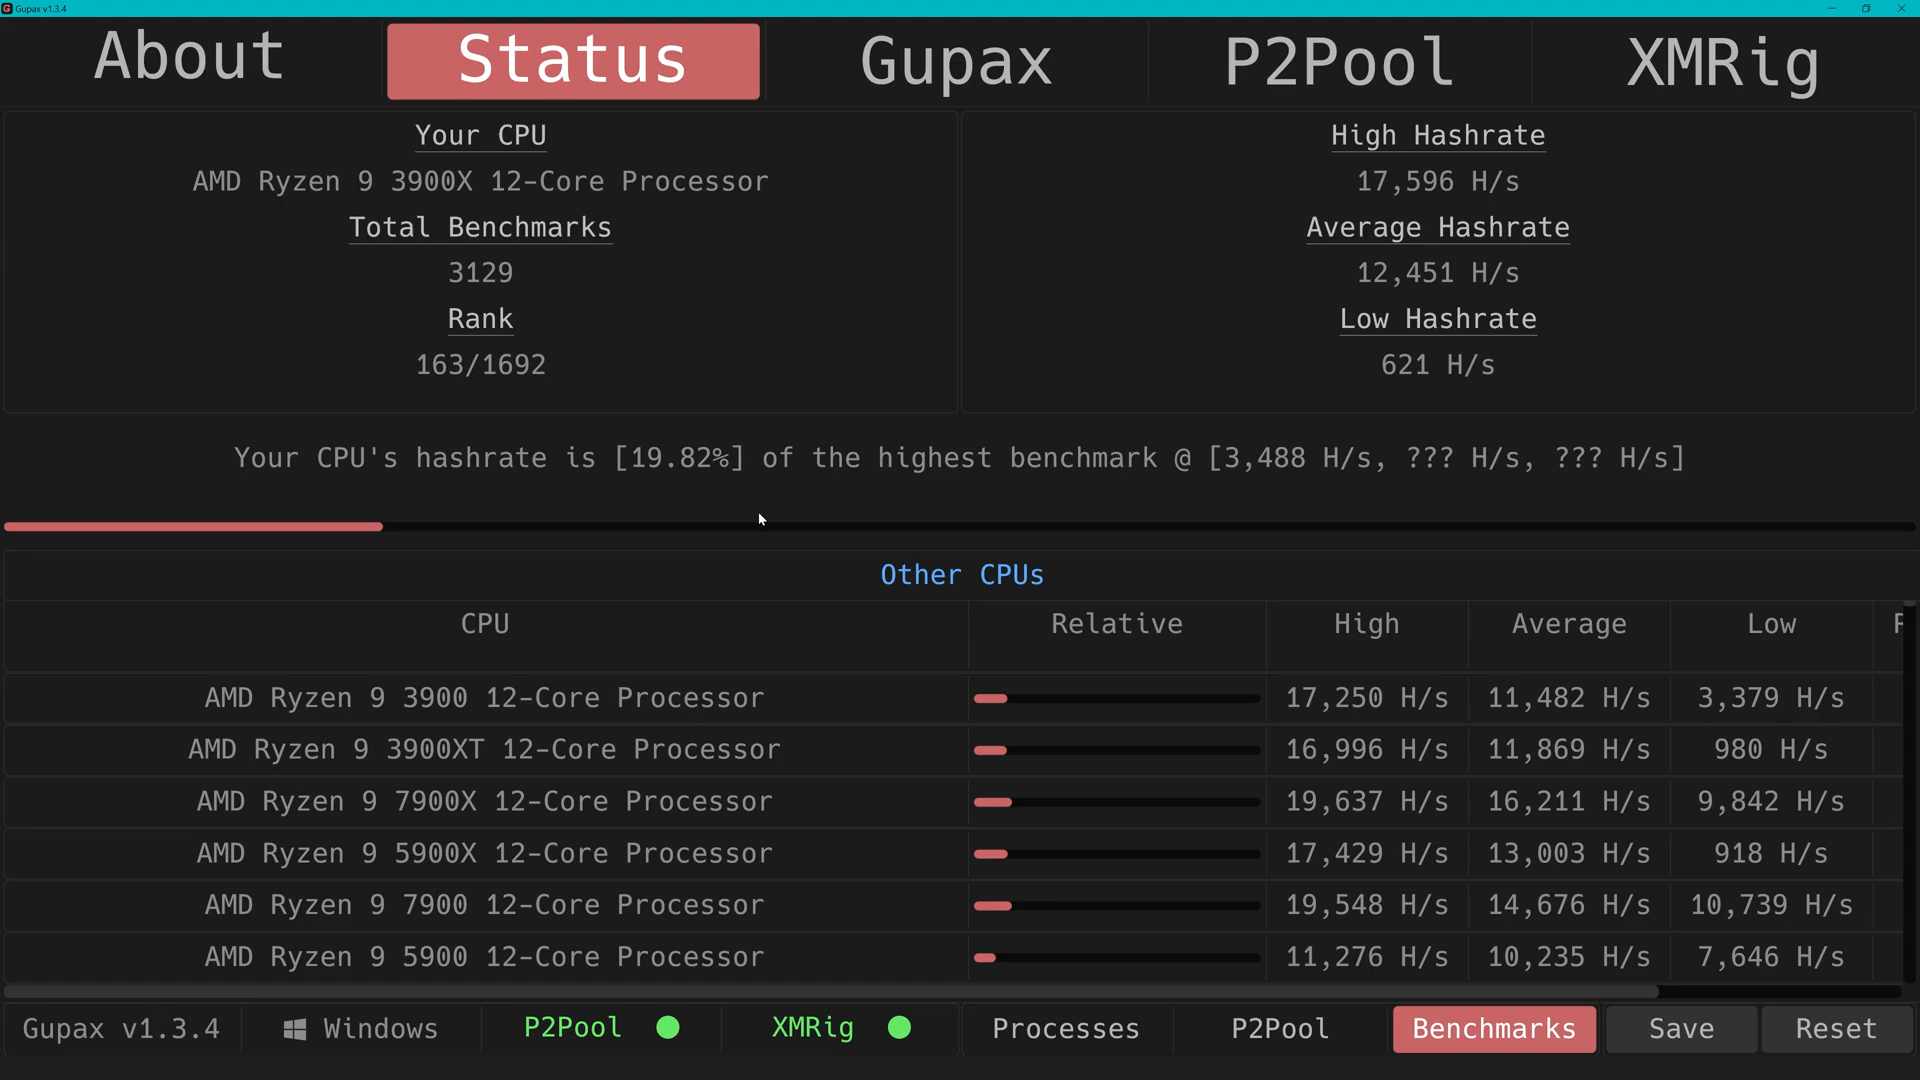 Gupax v1.3.4
About Status Gupax P2Pool XMRig
Your CPU
AMD Ryzen 9 3900X 12-Core Processor
Total Benchmarks
3129
Rank
163/1692
High Hashrate
17,596 H/s
Average Hashrate
12,451 H/s
Low Hashrate
621 H/s
Your CPU's hashrate is [19.82%] of the highest benchmark @ [3,488 H/s, ??? H/s, ??? H/s]
Other CPUs
CPU Relative High Average Low
AMD Ryzen 9 3900 12-Core Processor 17,250 H/s 11,482 H/s 3,379 H/s
AMD Ryzen 9 3900XT 12-Core Processor 16,996 H/s 11,869 H/s 980 H/s
AMD Ryzen 9 7900X 12-Core Processor 19,637 H/s 16,211 H/s 9,842 H/s
AMD Ryzen 9 5900X 12-Core Processor 17,429 H/s 13,003 H/s 918 H/s
AMD Ryzen 9 7900 12-Core Processor 19,548 H/s 14,676 H/s 10,739 H/s
AMD Ryzen 9 5900 12-Core Processor 11,276 H/s 10,235 H/s 7,646 H/s
Gupax v1.3.4 Windows P2Pool XMRig Processes P2Pool Benchmarks Save Reset